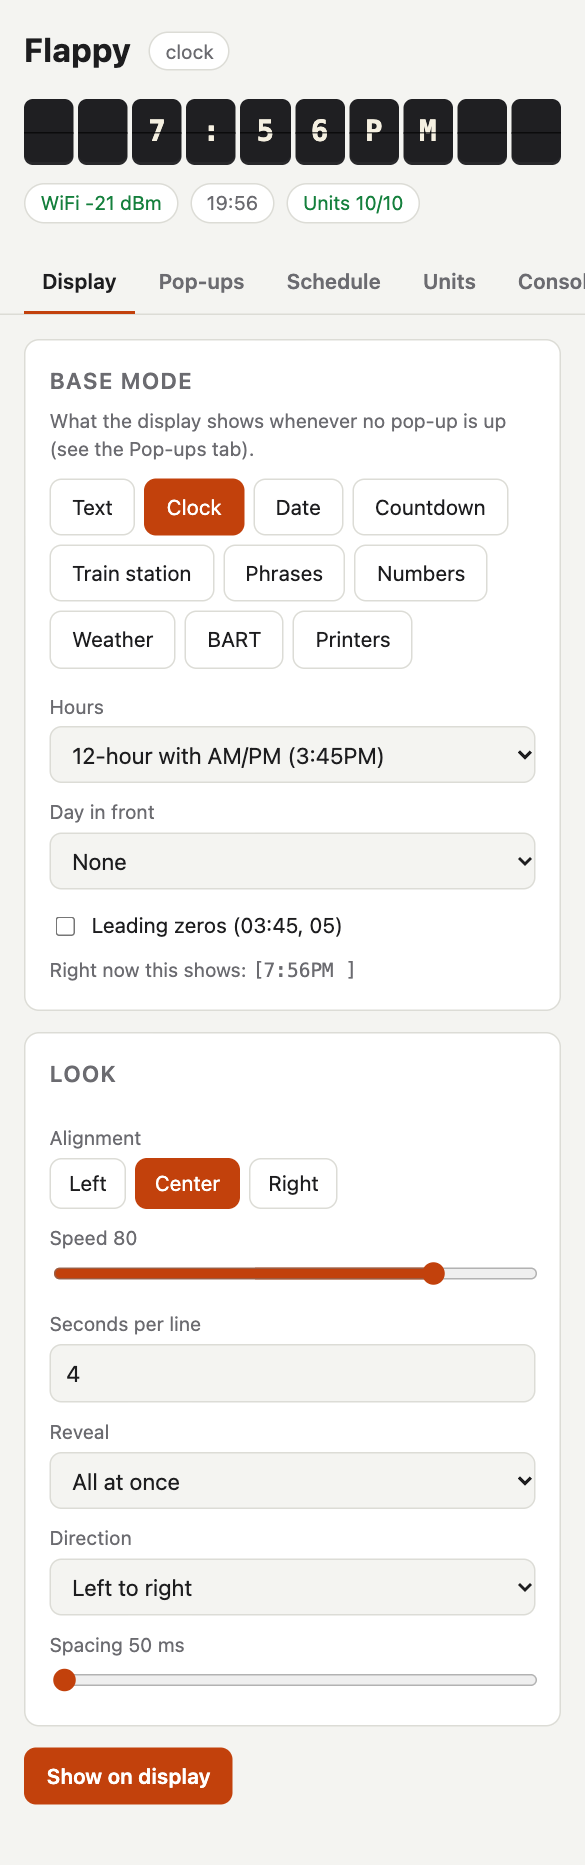 Flappy clock
7:56PM
WiFi -21 dBm 19:56 Units 10/10
Display Pop-ups Schedule Units Consol
BASE MODE
What the display shows whenever no pop-up is up
(see the Pop-ups tab).
Text Clock Date Countdown
Train station Phrases Numbers
Weather BART Printers
Hours
12-hour with AM/PM (3:45PM)
Day in front
None
Leading zeros (03:45, 05)
Right now this shows: [7:56PM ]
LOOK
Alignment
Left Center Right
Speed 80
Seconds per line
4
Reveal
All at once
Direction
Left to right
Spacing 50 ms
Show on display